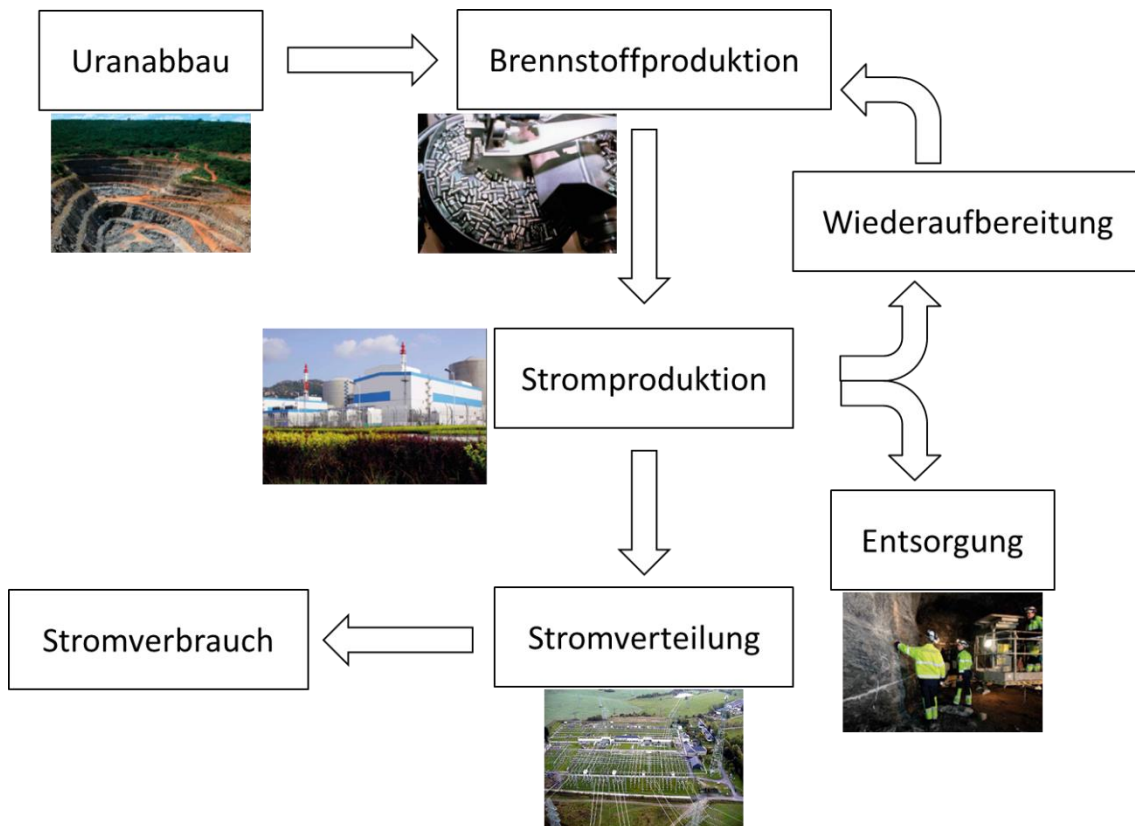 Uranabbau
Brennstoffproduktion
Wiederaufbereitung
Stromproduktion
Entsorgung
Stromverbrauch
Stromverteilung